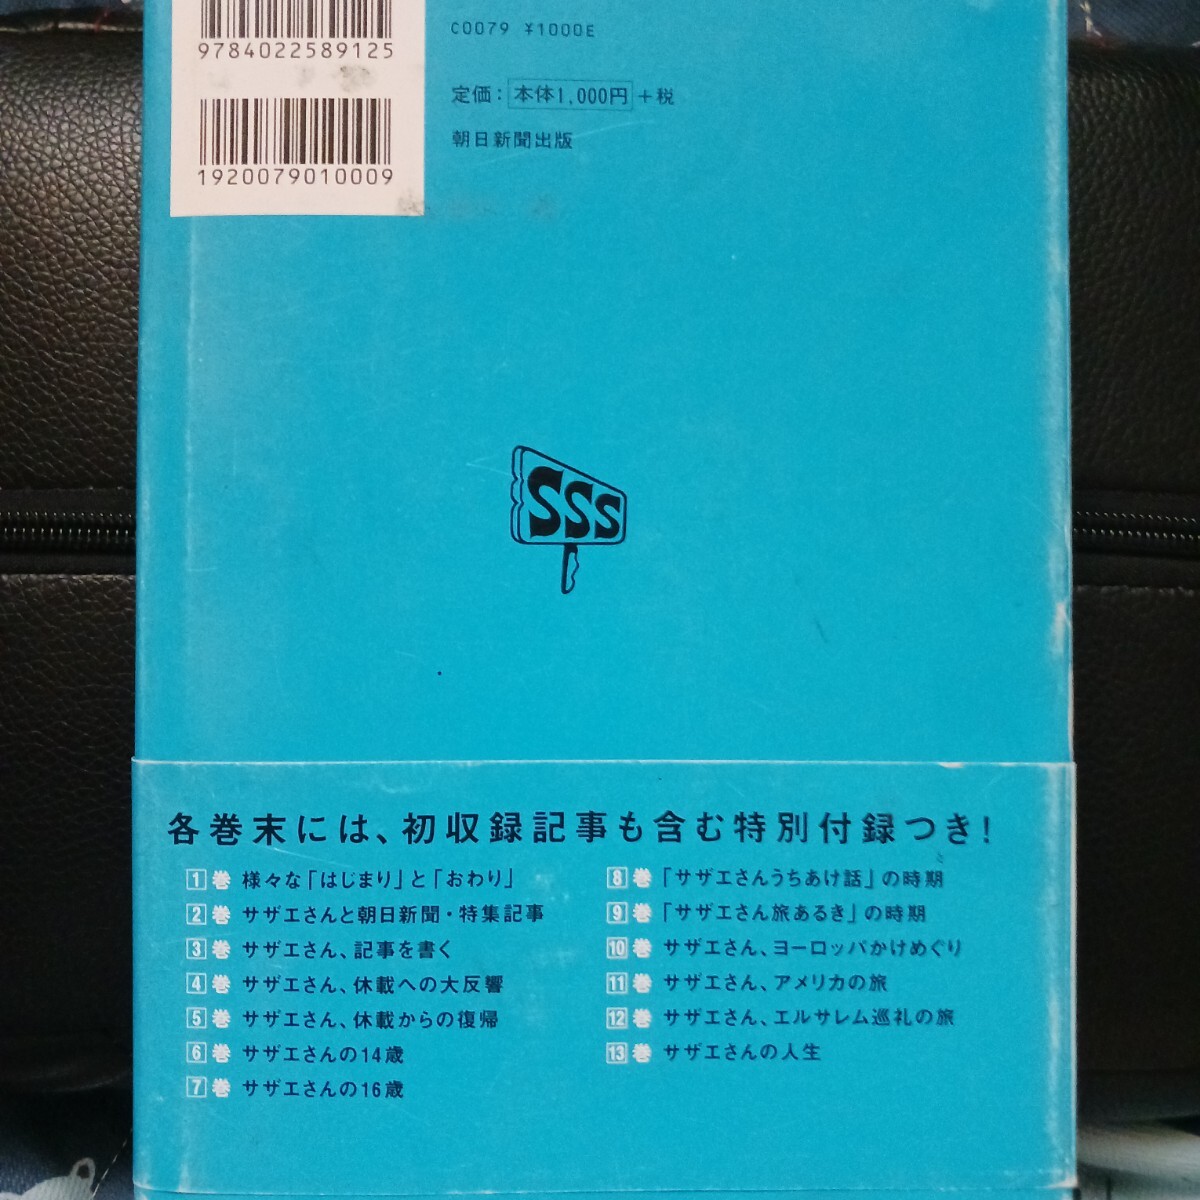 9784022589125
C0079 ¥1000E
定価：本体1,000円＋税
朝日新聞出版
1920079010009
SSS
各巻末には、初収録記事も含む特別付録つき！
1巻 様々な「はじまり」と「おわり」
2巻 サザエさんと朝日新聞・特集記事
3巻 サザエさん、記事を書く
4巻 サザエさん、休載への大反響
5巻 サザエさん、休載からの復帰
6巻 サザエさんの14歳
7巻 サザエさんの16歳
8巻 「サザエさんうちあけ話」の時期
9巻 「サザエさん旅あるき」の時期
10巻 サザエさん、ヨーロッパかけめぐり
11巻 サザエさん、アメリカの旅
12巻 サザエさん、エルサレム巡礼の旅
13巻 サザエさんの人生